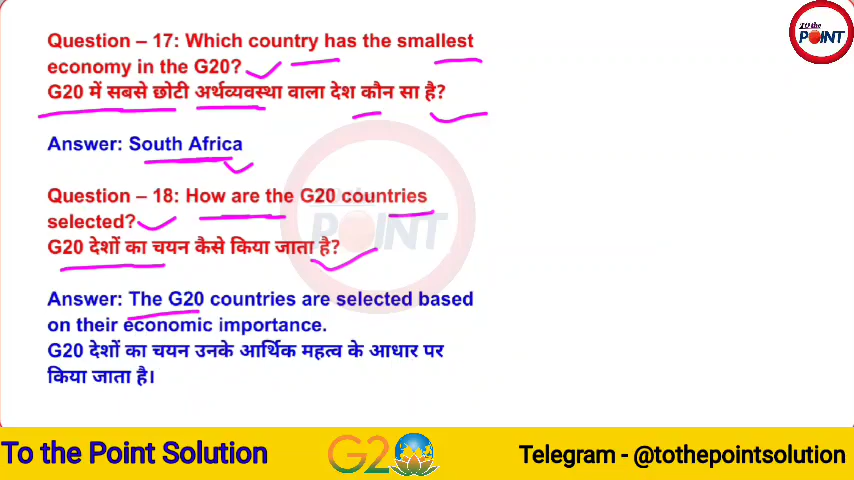 TO the
POINT
Question – 17: Which country has the smallest
economy in the G20?
G20 में सबसे छोटी अर्थव्यवस्था वाला देश कौन सा है?
Answer: South Africa
Question – 18: How are the G20 countries
selected?
G20 देशों का चयन कैसे किया जाता है?
POINT
Answer: The G20 countries are selected based
on their economic importance.
G20 देशों का चयन उनके आर्थिक महत्व के आधार पर
किया जाता है।
To the Point Solution
G20
Telegram - @tothepointsolution